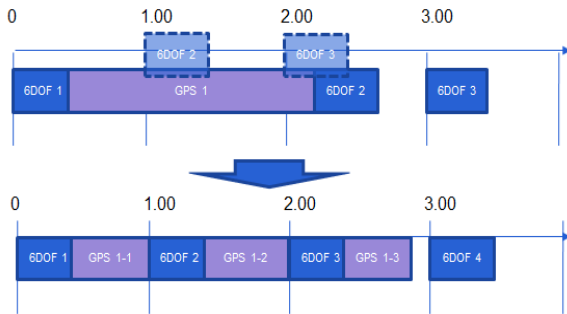 0 1.00 2.00 3.00
6DOF 2 6DOF 3
6DOF 1 GPS 1 6DOF 2 6DOF 3
0 1.00 2.00 3.00
6DOF 1 GPS 1-1 6DOF 2 GPS 1-2 6DOF 3 GPS 1-3 6DOF 4